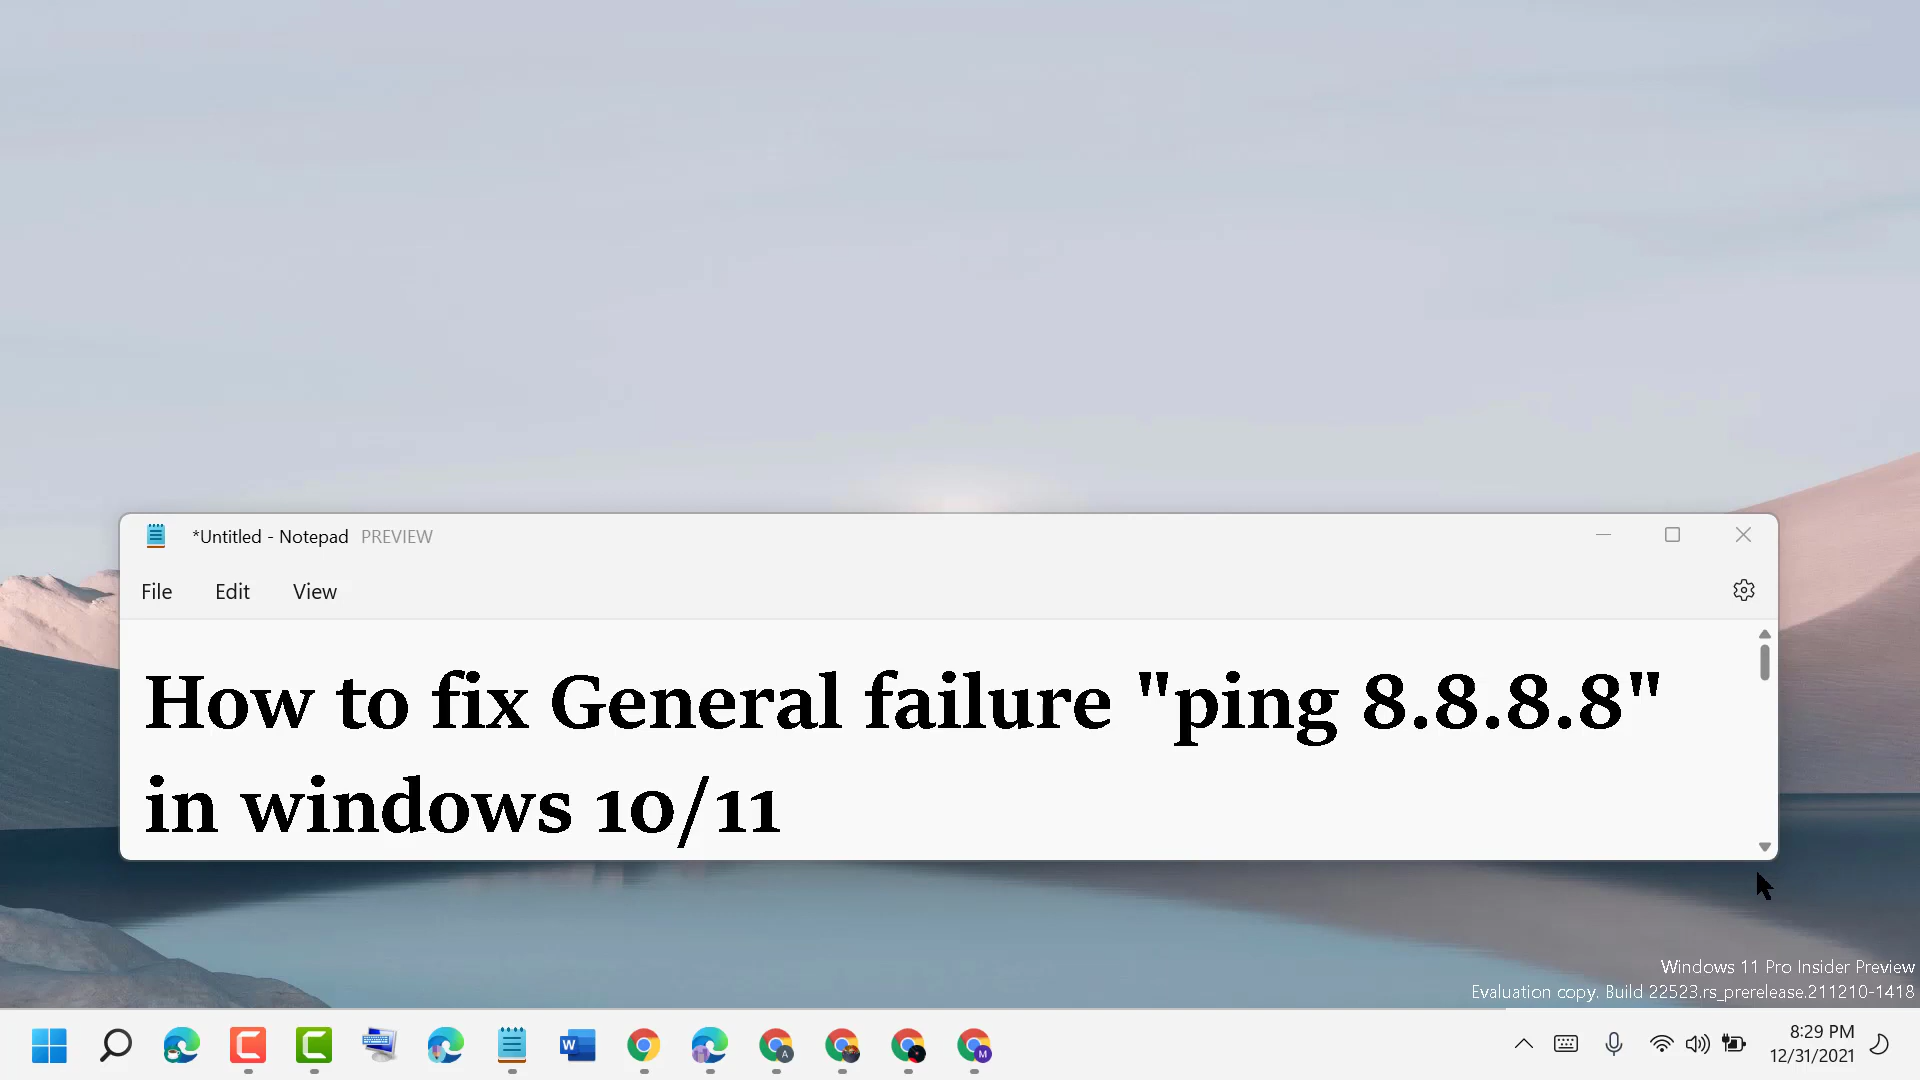 *Untitled - Notepad PREVIEW
File Edit View
How to fix General failure "ping 8.8.8.8"
in windows 10/11
Windows 11 Pro Insider Preview
Evaluation copy. Build 22523.rs_prerelease.211210-1418
8:29 PM
12/31/2021